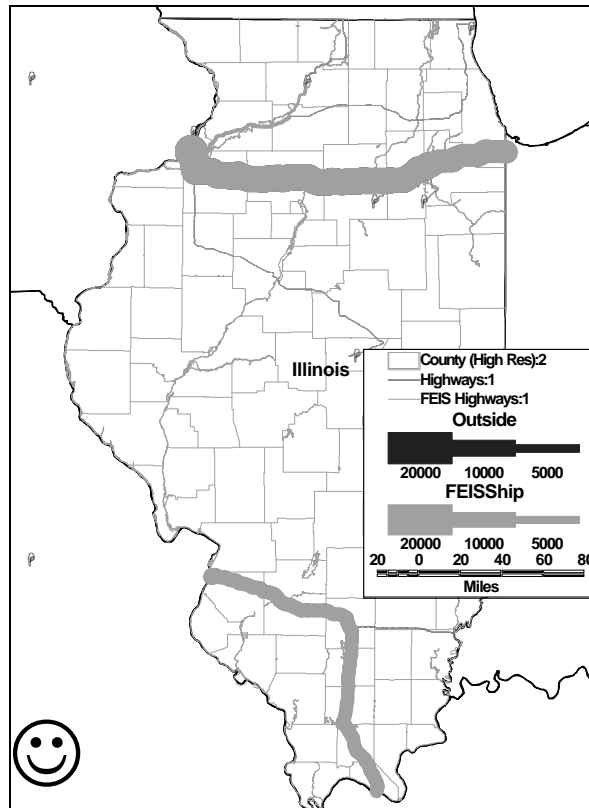 Illinois
County (High Res):2
Highways:1
FEIS Highways:1
Outside
20000 10000 5000
FEISShip
20000 10000 5000
20 0 20 40 60 80
Miles